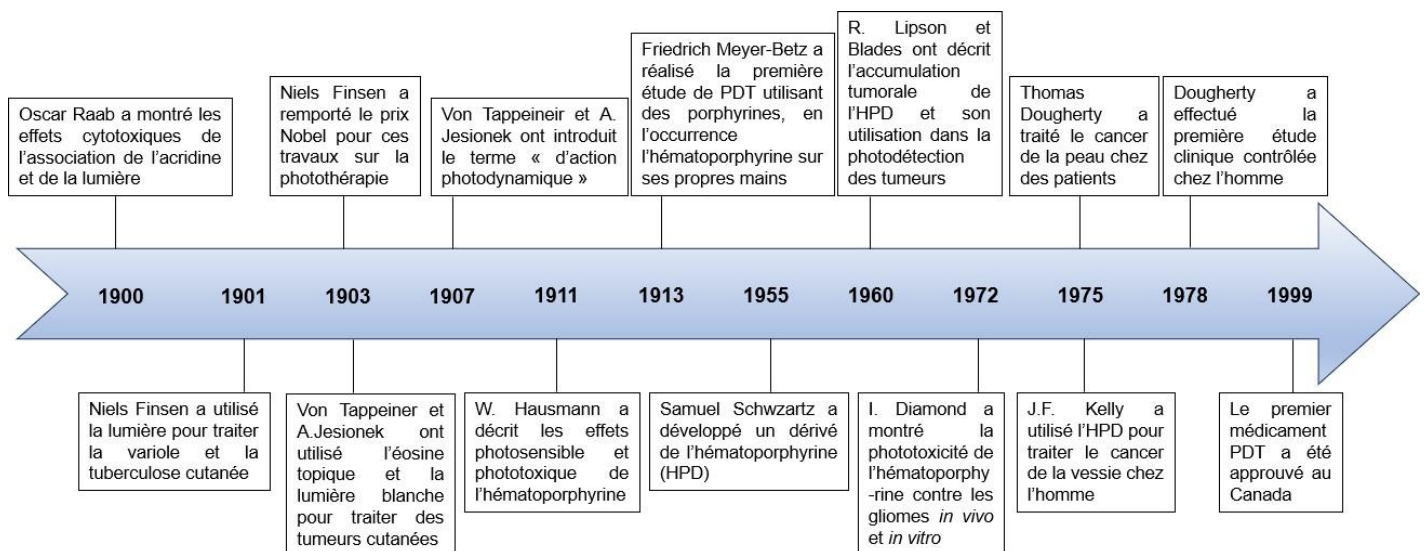 Oscar Raab a montré les
effets cytotoxiques de
l'association de l'acridine
et de la lumière
Niels Finsen a
remporté le prix
Nobel pour ces
travaux sur la
photothérapie
Von Tappeineir et A.
Jesionek ont introduit
le terme « d'action
photodynamique »
Friedrich Meyer-Betz a
réalisé la première
étude de PDT utilisant
des porphyrines, en
l'occurrence
l'hématoporphyrine sur
ses propres mains
R. Lipson et
Blades ont décrit
l'accumulation
tumorale de
l'HPD et son
utilisation dans la
photodétection
des tumeurs
Thomas
Dougherty a
traité le cancer
de la peau chez
des patients
Dougherty a
effectué la
première étude
clinique contrôlée
chez l'homme
1900 1901 1903 1907 1911 1913 1955 1960 1972 1975 1978 1999
Niels Finsen a utilisé
la lumière pour traiter
la variole et la
tuberculose cutanée
Von Tappeiner et
A.Jesionek ont
utilisé l'éosine
topique et la
lumière blanche
pour traiter des
tumeurs cutanées
W. Hausmann a
décrit les effets
photosensible et
phototoxique de
l'hématoporphyrine
Samuel Schwzartz a
développé un dérivé
de l'hématoporphyrine
(HPD)
I. Diamond a
montré la
phototoxicité de
l'hématoporphy
-rine contre les
gliomes in vivo
et in vitro
J.F. Kelly a
utilisé l'HPD pour
traiter le cancer
de la vessie chez
l'homme
Le premier
médicament
PDT a été
approuvé au
Canada